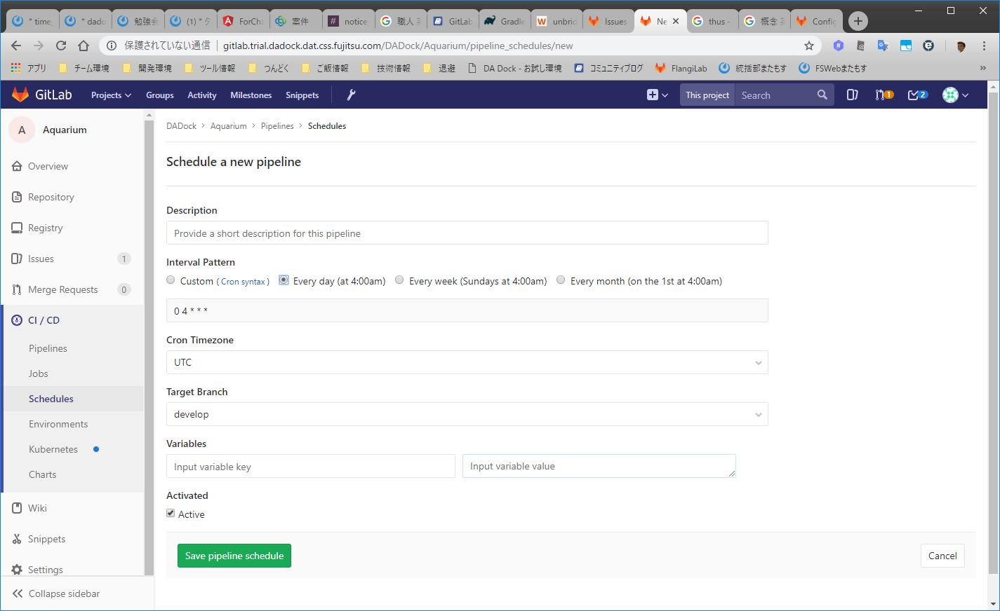 * time
* dado
勉強会
(1) * タ
ForCha
案件
notice
職人 英
GitLab
Gradle
unbric
Issues
Ne
thus -
概念 英
Config
保護されていない通信 | gitlab.trial.dadock.dat.css.fujitsu.com/DADock/Aquarium/pipeline_schedules/new
アプリ チーム環境 開発環境 ツール情報 つんどく ご飯情報 技術情報 退避 DA Dock - お試し環境 コミュニティブログ FlangiLab 統括部またもす FSWebまたもす »
GitLab Projects Groups Activity Milestones Snippets This project Search 1 2
A Aquarium
Overview
Repository
Registry
Issues 1
Merge Requests 0
CI / CD
Pipelines
Jobs
Schedules
Environments
Kubernetes
Charts
Wiki
Snippets
Settings
Collapse sidebar
DADock > Aquarium > Pipelines > Schedules
Schedule a new pipeline
Description
Provide a short description for this pipeline
Interval Pattern
Custom ( Cron syntax ) Every day (at 4:00am) Every week (Sundays at 4:00am) Every month (on the 1st at 4:00am)
0 4 * * *
Cron Timezone
UTC
Target Branch
develop
Variables
Input variable key Input variable value
Activated
Active
Save pipeline schedule Cancel